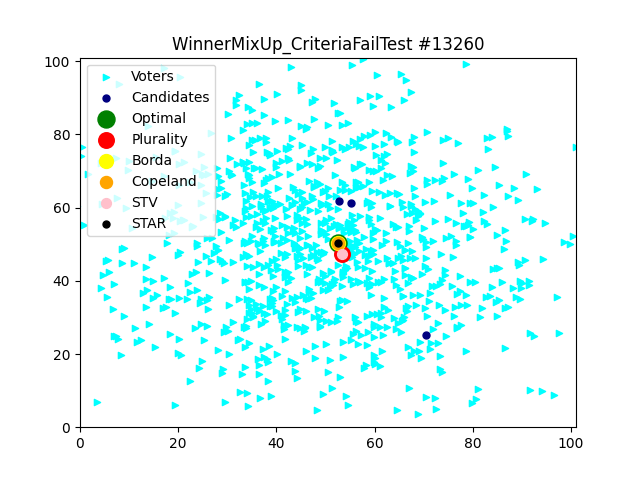 WinnerMixUp_CriteriaFailTest #13260
100
80
60
40
20
0
Voters
Candidates
Optimal
Plurality
Borda
Copeland
STV
STAR
0 20 40 60 80 100